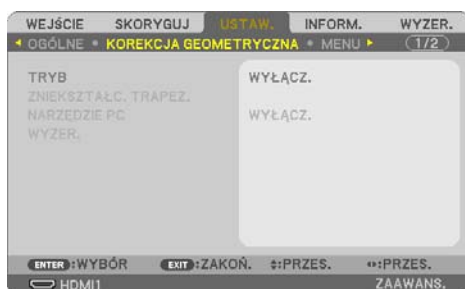 WEJŚCIE SKORYGUJ USTAW. INFORM. WYZER.
OGÓLNE • KOREKCJA GEOMETRYCZNA • MENU (1/2)
TRYB WYŁĄCZ.
ZNIEKSZTAŁC. TRAPEZ.
NARZĘDZIE PC WYŁĄCZ.
WYZER.
ENTER :WYBÓR EXIT :ZAKOŃ. :PRZES. :PRZES.
HDMI1 ZAAWANS.